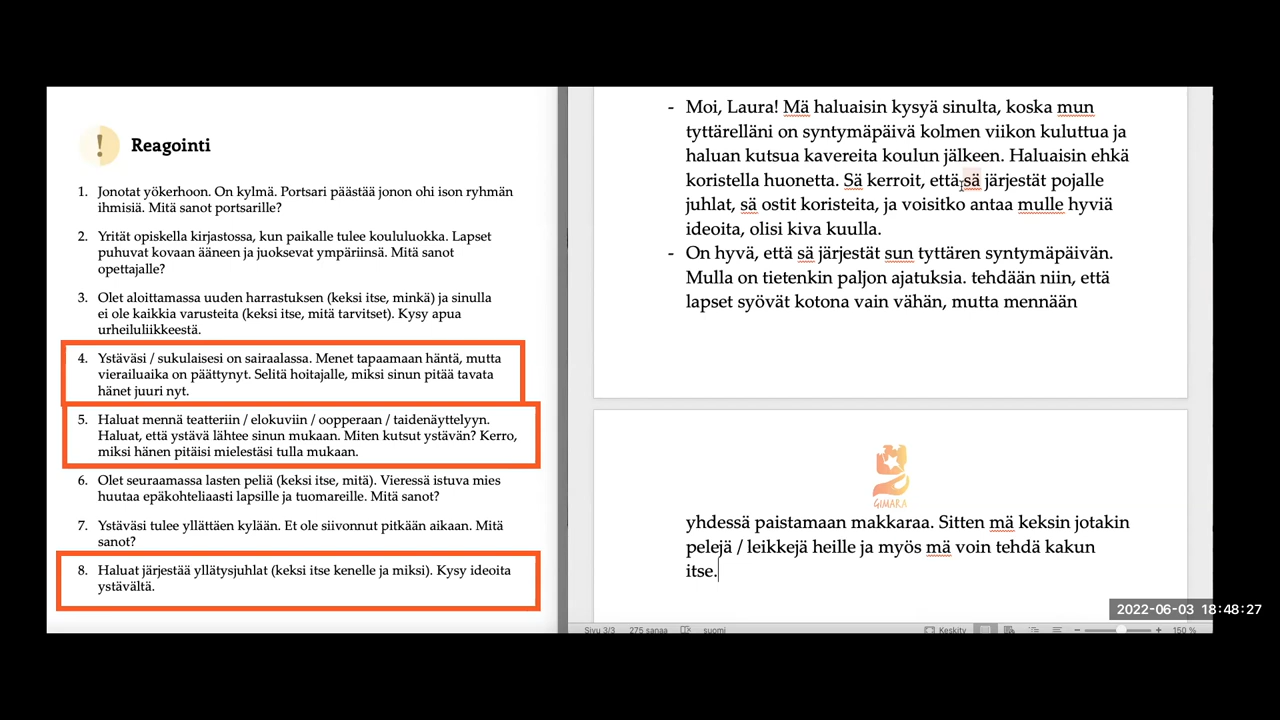 !
Reagointi
1. Jonotat yökerhoon. On kylmä. Portsari päästää jonon ohi ison ryhmän
ihmisiä. Mitä sanot portsarille?
2. Yrität opiskella kirjastossa, kun paikalle tulee koululuokka. Lapset
puhuvat kovaan ääneen ja juoksevat ympäriinsä. Mitä sanot
opettajalle?
3. Olet aloittamassa uuden harrastuksen (keksi itse, minkä) ja sinulla
ei ole kaikkia varusteita (keksi itse, mitä tarvitset). Kysy apua
urheiluliikkeestä.
4. Ystäväsi / sukulaisesi on sairaalassa. Menet tapaamaan häntä, mutta
vierailuaika on päättynyt. Selitä hoitajalle, miksi sinun pitää tavata
hänet juuri nyt.
5. Haluat mennä teatteriin / elokuviin / oopperaan / taidenäyttelyyn.
Haluat, että ystävä lähtee sinun mukaan. Miten kutsut ystävän? Kerro,
miksi hänen pitäisi mielestäsi tulla mukaan.
6. Olet seuraamassa lasten peliä (keksi itse, mitä). Vieressä istuva mies
huutaa epäkohteliaasti lapsille ja tuomareille. Mitä sanot?
7. Ystäväsi tulee yllättäen kylään. Et ole siivonnut pitkään aikaan. Mitä
sanot?
8. Haluat järjestää yllätysjuhlat (keksi itse kenelle ja miksi). Kysy ideoita
ystävältä.
- Moi, Laura! Mä haluaisin kysyä sinulta, koska mun
tyttärelläni on syntymäpäivä kolmen viikon kuluttua ja
haluan kutsua kavereita koulun jälkeen. Haluaisin ehkä
koristella huonetta. Sä kerroit, että sä järjestät pojalle
juhlat, sä ostit koristeita, ja voisitko antaa mulle hyviä
ideoita, olisi kiva kuulla.
- On hyvä, että sä järjestät sun tyttären syntymäpäivän.
Mulla on tietenkin paljon ajatuksia. tehdään niin, että
lapset syövät kotona vain vähän, mutta mennään
GIMARA
yhdessä paistamaan makkaraa. Sitten mä keksin jotakin
pelejä / leikkejä heille ja myös mä voin tehdä kakun
itse.
2022-06-03 18:48:27
Sivu 3/3 275 sanaa suomi Keskity 150 %